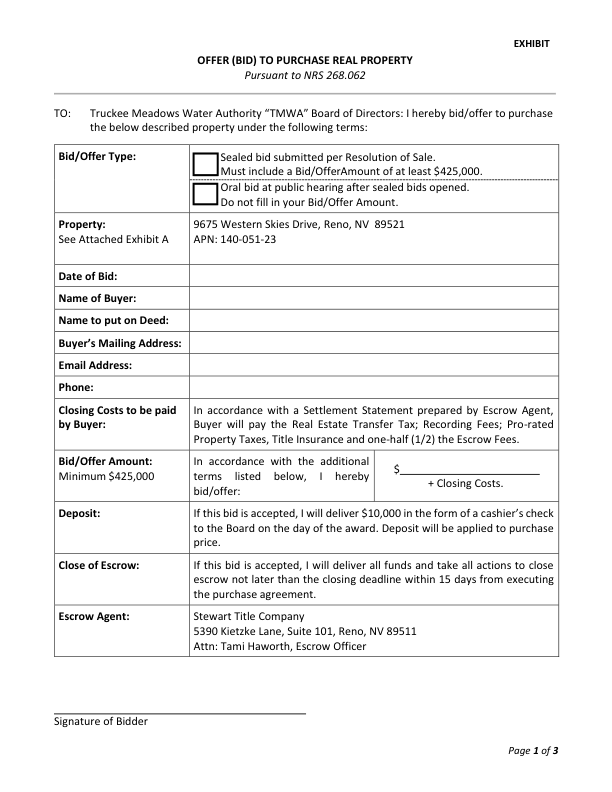 EXHIBIT
OFFER (BID) TO PURCHASE REAL PROPERTY
Pursuant to NRS 268.062
TO: Truckee Meadows Water Authority “TMWA” Board of Directors: I hereby bid/offer to purchase
the below described property under the following terms:
Bid/Offer Type:
Sealed bid submitted per Resolution of Sale.
Must include a Bid/OfferAmount of at least $425,000.
Oral bid at public hearing after sealed bids opened.
Do not fill in your Bid/Offer Amount.
Property:
See Attached Exhibit A
9675 Western Skies Drive, Reno, NV 89521
APN: 140-051-23
Date of Bid:
Name of Buyer:
Name to put on Deed:
Buyer’s Mailing Address:
Email Address:
Phone:
Closing Costs to be paid
by Buyer:
In accordance with a Settlement Statement prepared by Escrow Agent,
Buyer will pay the Real Estate Transfer Tax; Recording Fees; Pro-rated
Property Taxes, Title Insurance and one-half (1/2) the Escrow Fees.
Bid/Offer Amount:
Minimum $425,000
In accordance with the additional
terms listed below, I hereby
bid/offer:
$_______________________
+ Closing Costs.
Deposit:
If this bid is accepted, I will deliver $10,000 in the form of a cashier’s check
to the Board on the day of the award. Deposit will be applied to purchase
price.
Close of Escrow:
If this bid is accepted, I will deliver all funds and take all actions to close
escrow not later than the closing deadline within 15 days from executing
the purchase agreement.
Escrow Agent:
Stewart Title Company
5390 Kietzke Lane, Suite 101, Reno, NV 89511
Attn: Tami Haworth, Escrow Officer
Signature of Bidder
Page 1 of 3